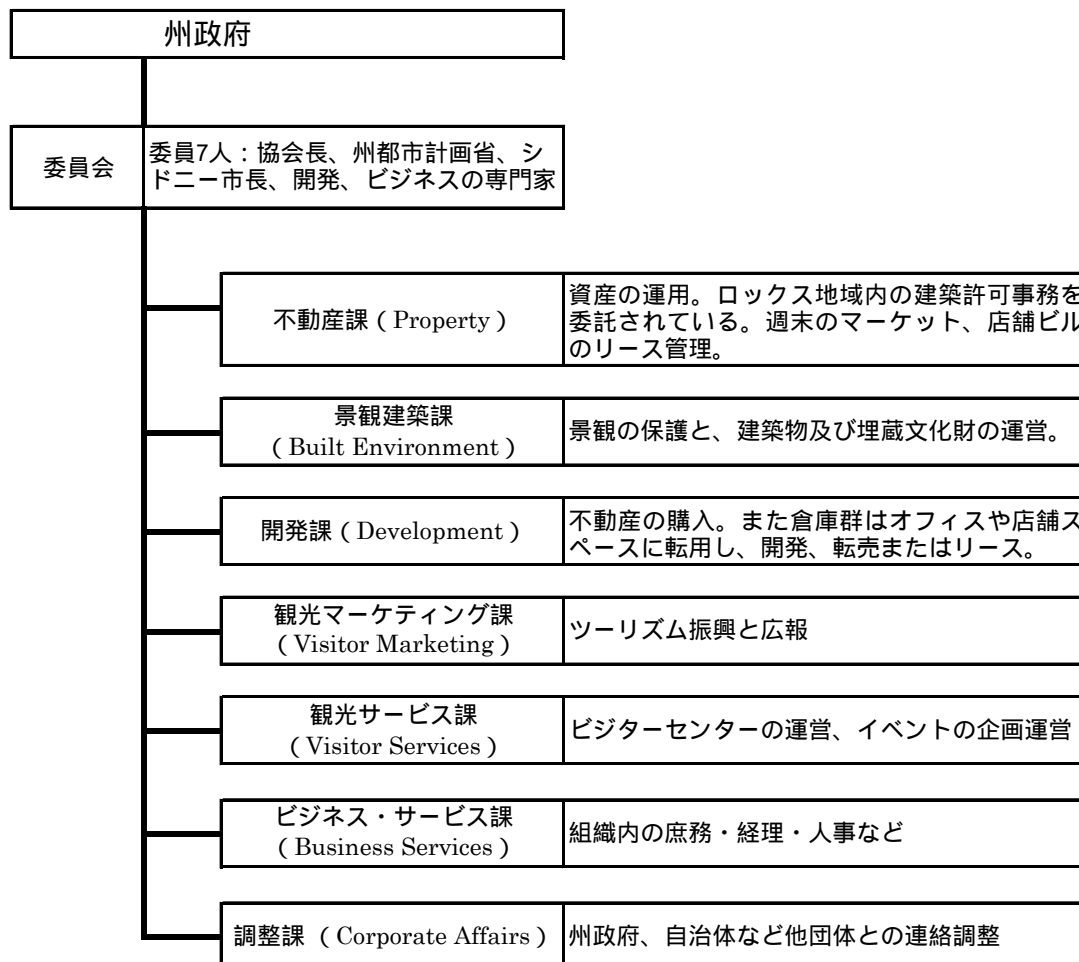 州政府
委員会
委員7人：協会長、州都市計画省、シ
ドニー市長、開発、ビジネスの専門家
不動産課（Property）
資産の運用。ロックス地域内の建築許可事務を
委託されている。週末のマーケット、店舗ビル
のリース管理。
景観建築課
（Built Environment）
景観の保護と、建築物及び埋蔵文化財の運営。
開発課（Development）
不動産の購入。また倉庫群はオフィスや店舗ス
ペースに転用し、開発、転売またはリース。
観光マーケティング課
（Visitor Marketing）
ツーリズム振興と広報
観光サービス課
（Visitor Services）
ビジターセンターの運営、イベントの企画運営
ビジネス・サービス課
（Business Services）
組織内の庶務・経理・人事など
調整課 （Corporate Affairs）
州政府、自治体など他団体との連絡調整